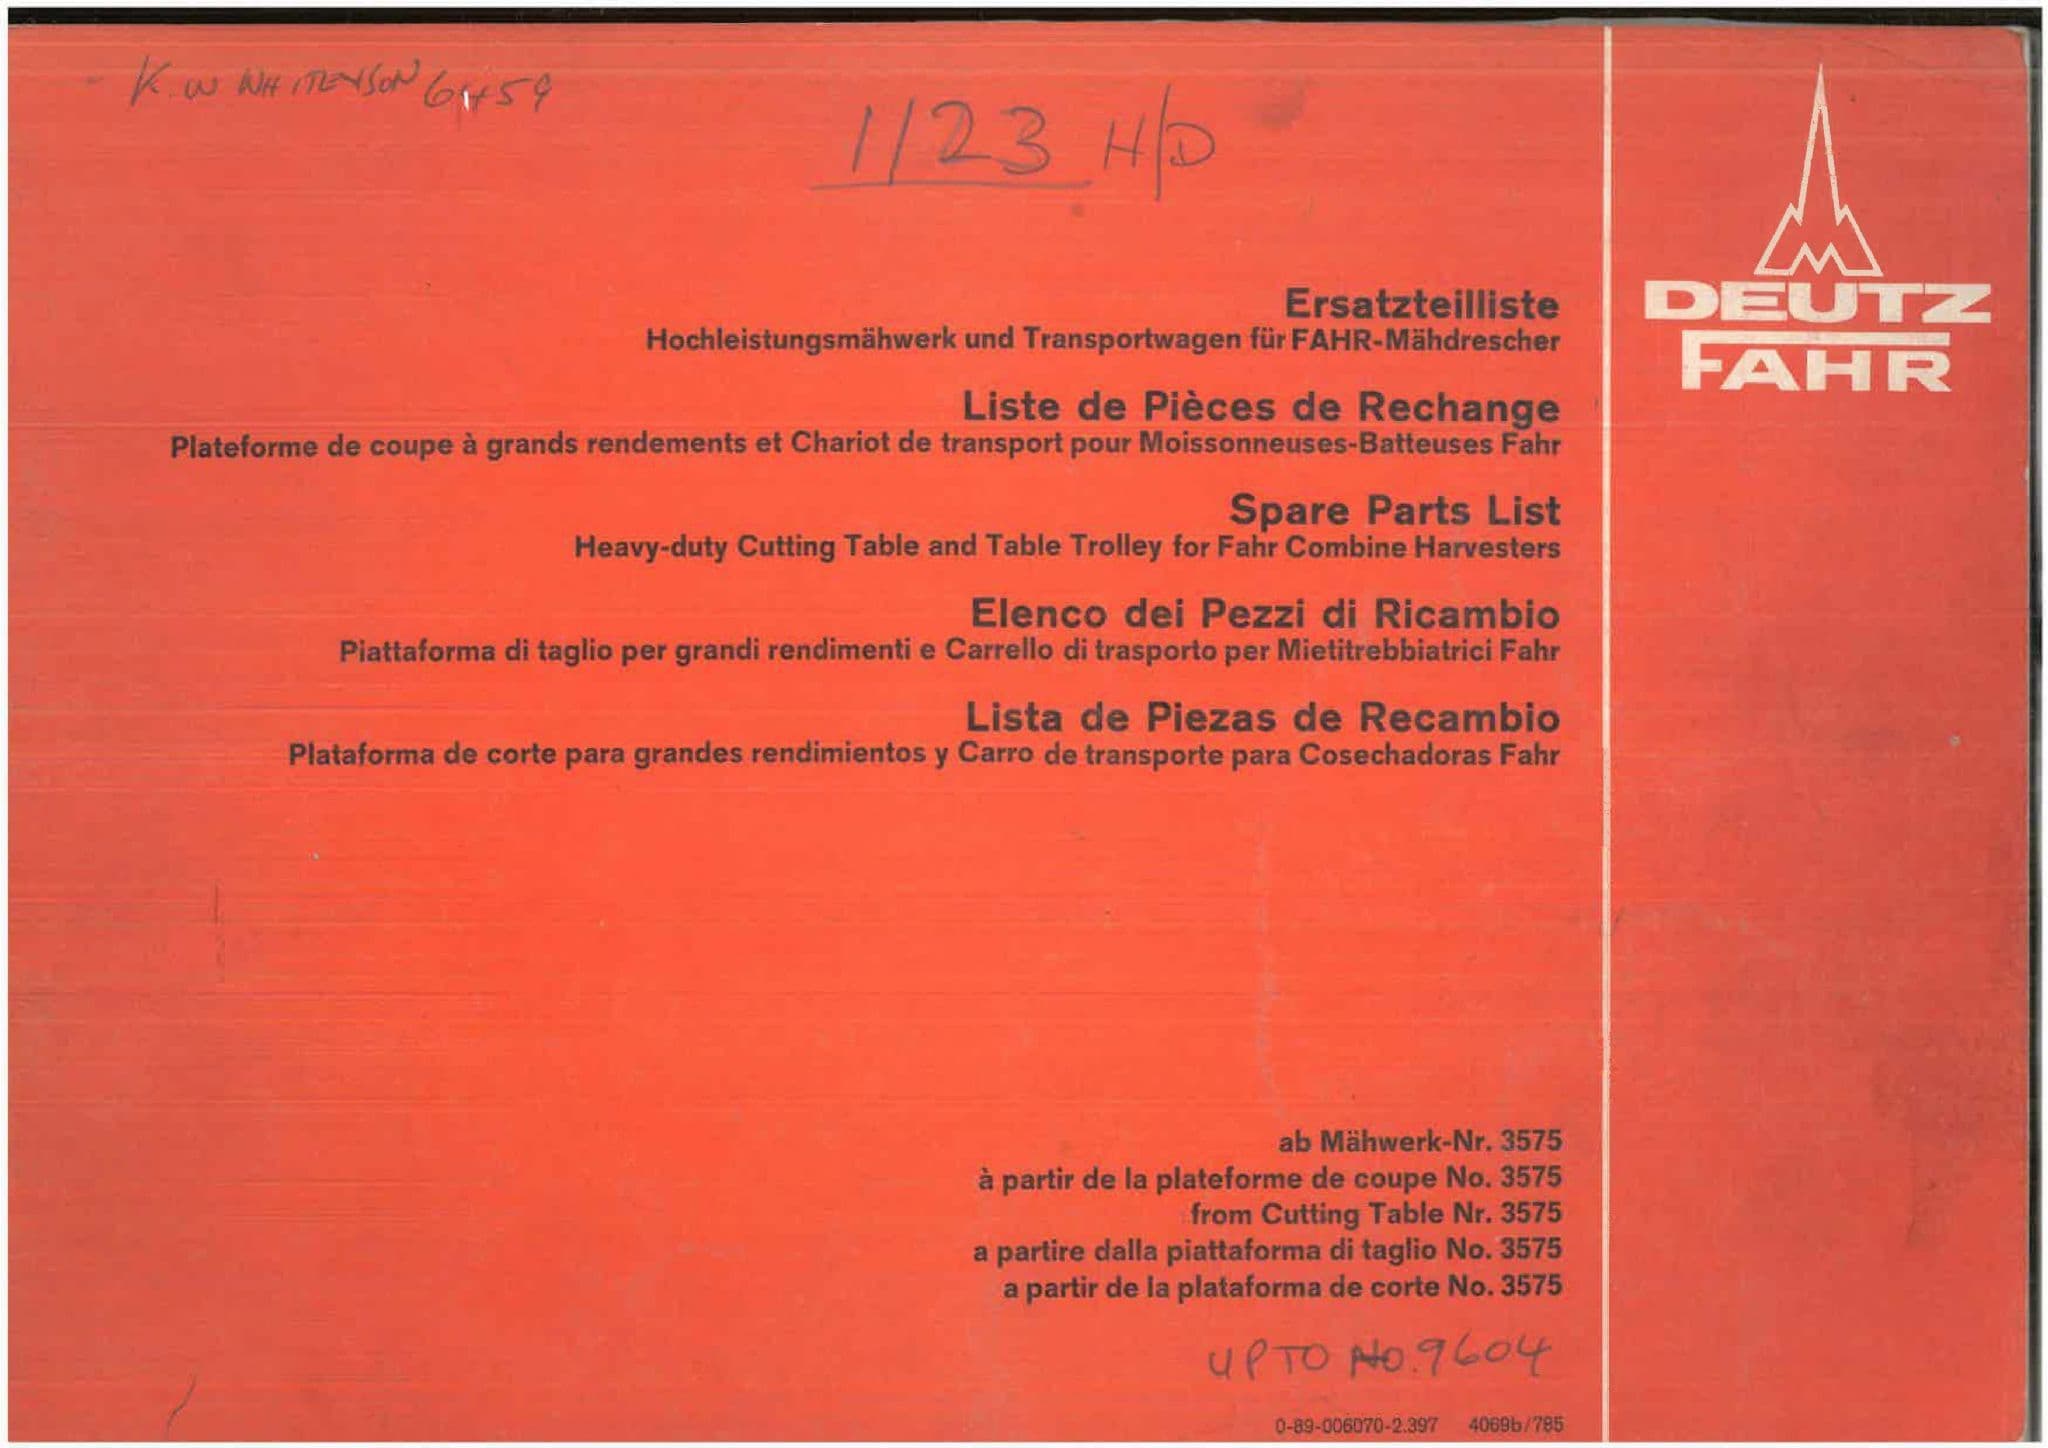 K.W WHITENSON 6459
1/23 H/D
DEUTZ
FAHR
Ersatzteilliste
Hochleistungsmähwerk und Transportwagen für FAHR-Mähdrescher
Liste de Pièces de Rechange
Plateforme de coupe à grands rendements et Chariot de transport pour Moissonneuses-Batteuses Fahr
Spare Parts List
Heavy-duty Cutting Table and Table Trolley for Fahr Combine Harvesters
Elenco dei Pezzi di Ricambio
Piattaforma di taglio per grandi rendimenti e Carrello di trasporto per Mietitrebbiatrici Fahr
Lista de Piezas de Recambio
Plataforma de corte para grandes rendimientos y Carro de transporte para Cosechadoras Fahr
ab Mähwerk-Nr. 3575
à partir de la plateforme de coupe No. 3575
from Cutting Table Nr. 3575
a partire dalla piattaforma di taglio No. 3575
a partir de la plataforma de corte No. 3575
UP TO NO. 9604
0-89-006070-2.397 4069b/785